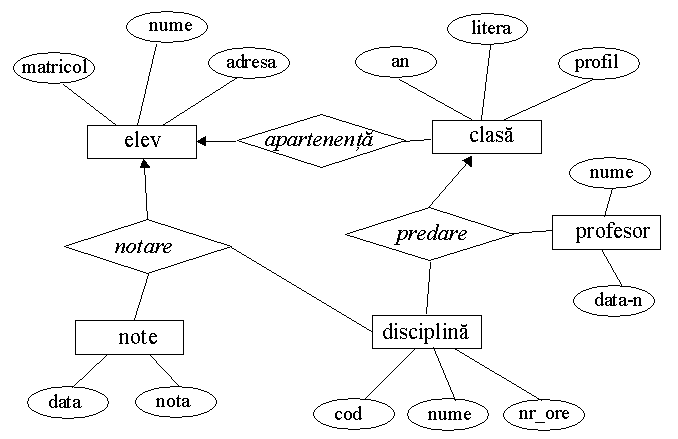 nume
litera
matricol
adresa
an
profil
elev
apartenență
clasă
nume
notare
predare
profesor
data-n
note
disciplină
data
nota
cod
nume
nr_ore